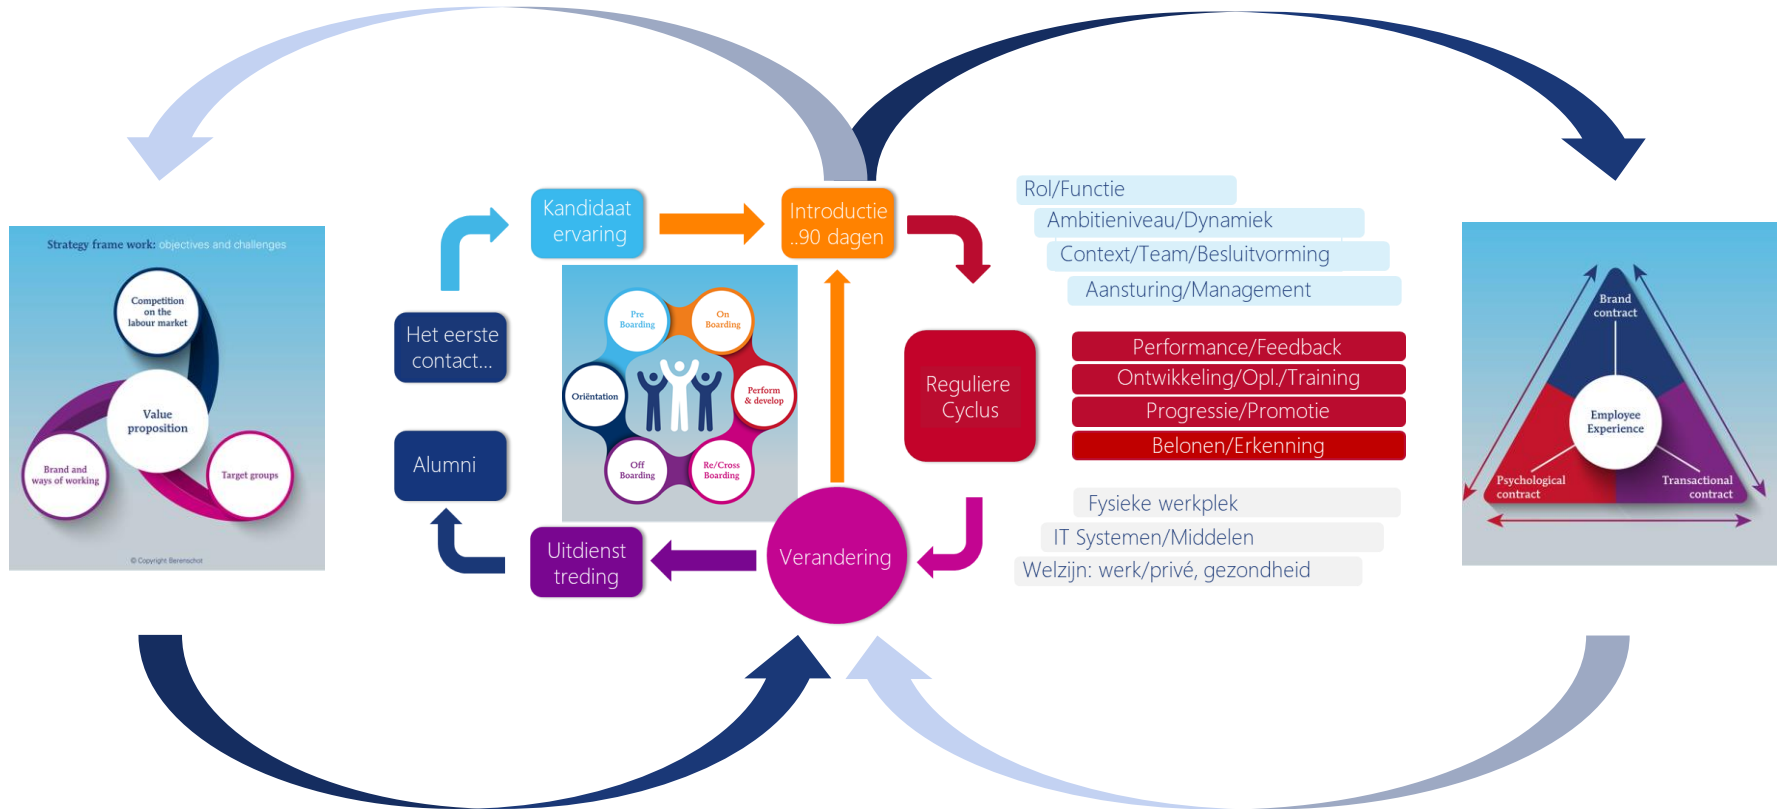 Strategy frame work: objectives and challenges
Competition
on the
labour market
Value
proposition
Brand and
ways of working
Target groups
© Copyright Berenschot
Kandidaat
ervaring
Introductie
..90 dagen
Het eerste
contact...
Alumni
Uitdienst
treding
Verandering
Reguliere
Cyclus
Pre
Boarding
On
Boarding
Oriëntation
Perform
& develop
Off
Boarding
Re/Cross
Boarding
Rol/Functie
Ambitieniveau/Dynamiek
Context/Team/Besluitvorming
Aansturing/Management
Performance/Feedback
Ontwikkeling/Opl./Training
Progressie/Promotie
Belonen/Erkenning
Fysieke werkplek
IT Systemen/Middelen
Welzijn: werk/privé, gezondheid
Brand
contract
Employee
Experience
Psychological
contract
Transactional
contract